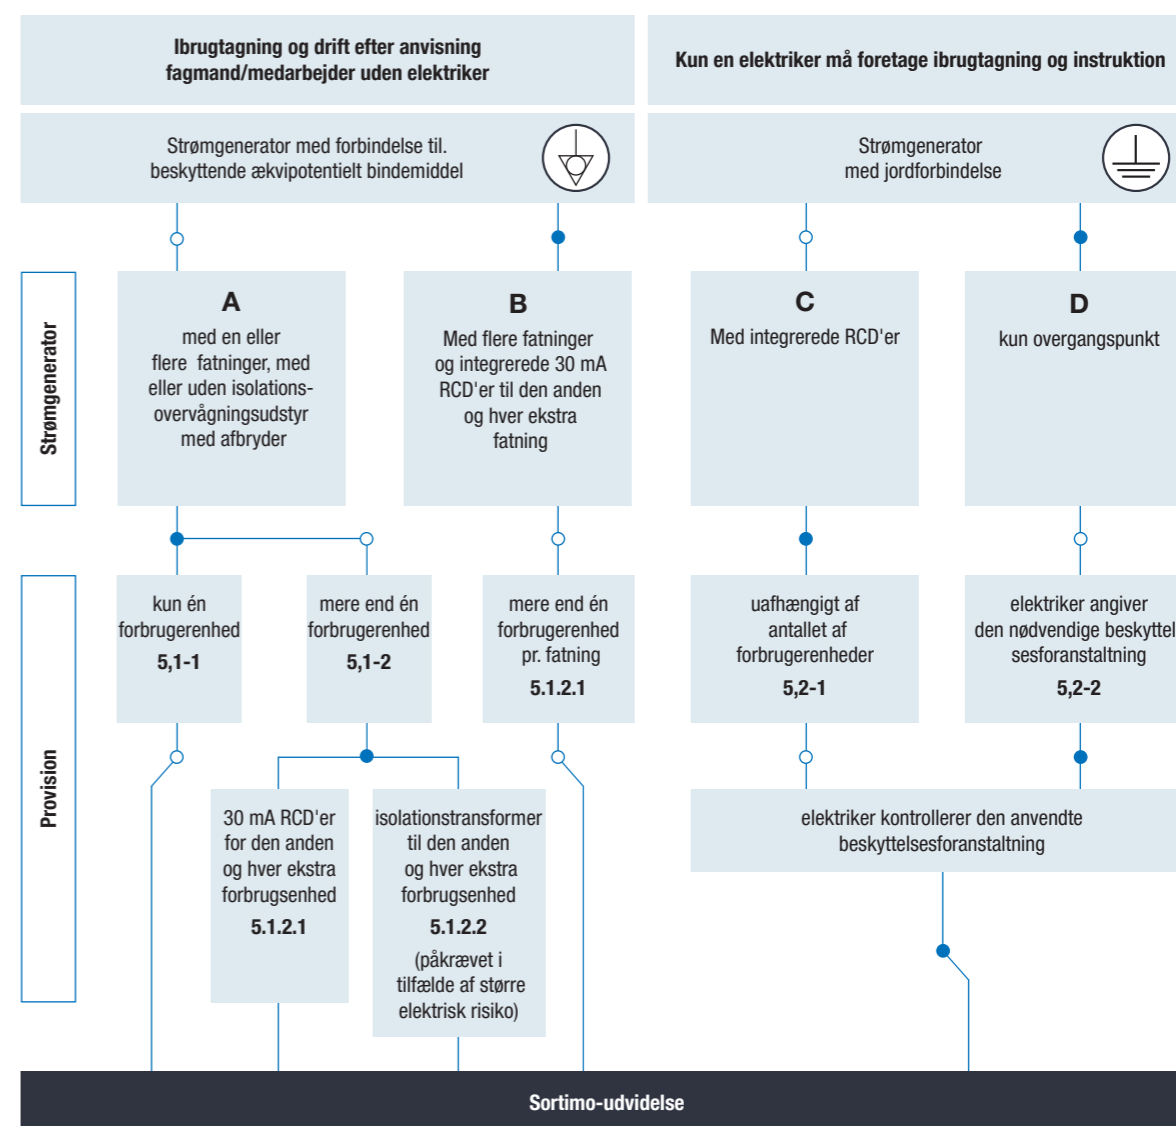 Ibrugtagning og drift efter anvisning
fagmand/medarbejder uden elektriker
Kun en elektriker må foretage ibrugtagning og instruktion
Strømgenerator med forbindelse til.
beskyttende ækvipotentielt bindemiddel
Strømgenerator
med jordforbindelse
Strømgenerator
A
med en eller
flere fatninger, med
eller uden isolations-
overvågningsudstyr
med afbryder
B
Med flere fatninger
og integrerede 30 mA
RCD'er til den anden
og hver ekstra
fatning
C
Med integrerede RCD'er
D
kun overgangspunkt
Provision
kun én
forbrugerenhed
5,1-1
mere end én
forbrugerenhed
5,1-2
mere end én
forbrugerenhed
pr. fatning
5.1.2.1
uafhængigt af
antallet af
forbrugerenheder
5,2-1
elektriker angiver
den nødvendige beskyttel
sesforanstaltning
5,2-2
30 mA RCD'er
for den anden
og hver ekstra
forbrugsenhed
5.1.2.1
isolationstransformer
til den anden
og hver ekstra
forbrugsenhed
5.1.2.2
(påkrævet i
tilfælde af større
elektrisk risiko)
elektriker kontrollerer den anvendte
beskyttelsesforanstaltning
Sortimo-udvidelse